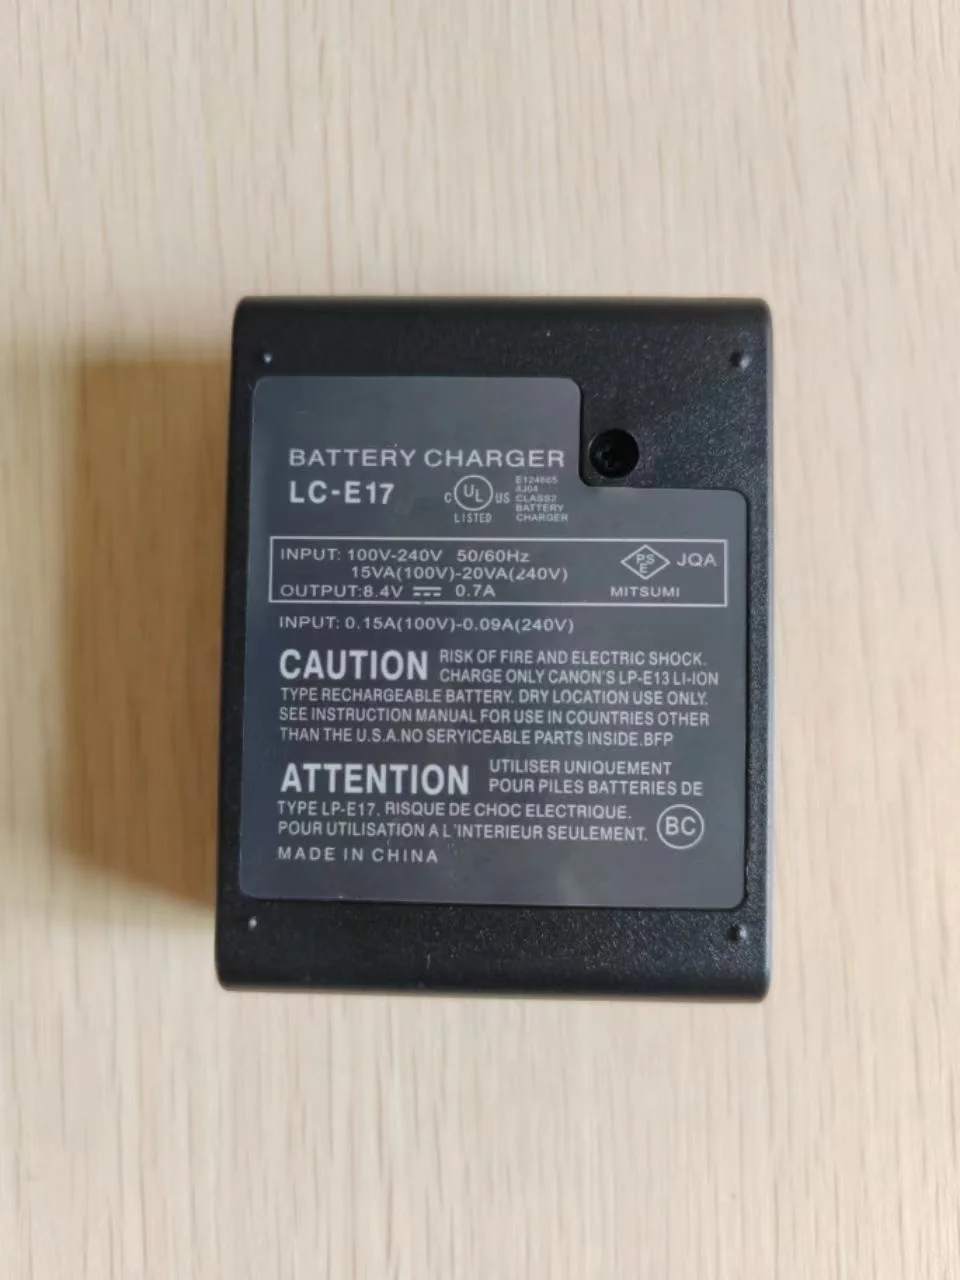 BATTERY CHARGER
LC-E17
C UL US
LISTED
E124665
4J04
CLASS2
BATTERY
CHARGER
INPUT: 100V-240V 50/60Hz
15VA(100V)-20VA(240V)
OUTPUT:8.4V ⎓ 0.7A
PSE JQA
MITSUMI
INPUT: 0.15A(100V)-0.09A(240V)
CAUTION RISK OF FIRE AND ELECTRIC SHOCK.
CHARGE ONLY CANON'S LP-E13 LI-ION
TYPE RECHARGEABLE BATTERY. DRY LOCATION USE ONLY.
SEE INSTRUCTION MANUAL FOR USE IN COUNTRIES OTHER
THAN THE U.S.A.NO SERYICEABLE PARTS INSIDE.BFP
ATTENTION UTILISER UNIQUEMENT
POUR PILES BATTERIES DE
TYPE LP-E17. RISQUE DE CHOC ELECTRIQUE.
POUR UTILISATION A L'INTERIEUR SEULEMENT.
BC
MADE IN CHINA